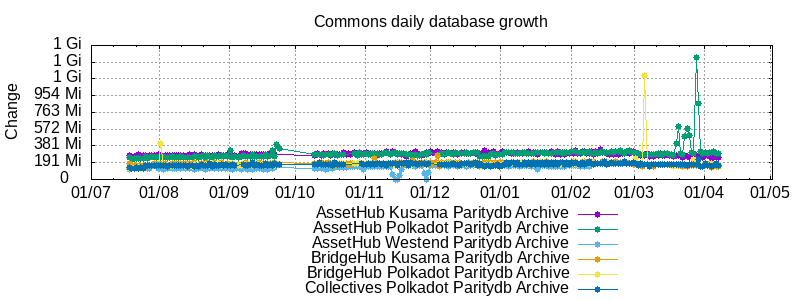 Commons daily database growth
Change
1 Gi
1 Gi
1 Gi
954 Mi
763 Mi
572 Mi
381 Mi
191 Mi
0
01/07 01/08 01/09 01/10 01/11 01/12 01/01 01/02 01/03 01/04 01/05
AssetHub Kusama Paritydb Archive
AssetHub Polkadot Paritydb Archive
AssetHub Westend Paritydb Archive
BridgeHub Kusama Paritydb Archive
BridgeHub Polkadot Paritydb Archive
Collectives Polkadot Paritydb Archive